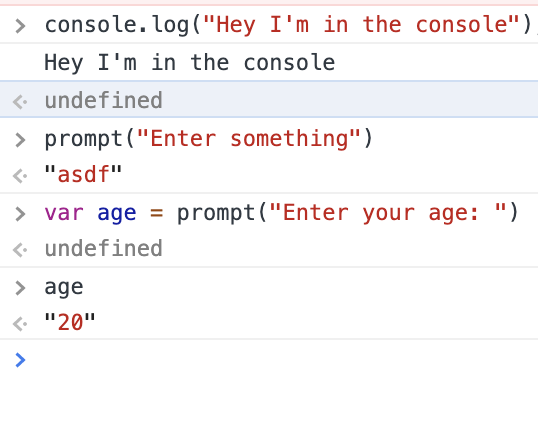 console.log("Hey I'm in the console")
Hey I'm in the console
undefined
prompt("Enter something")
"asdf"
var age = prompt("Enter your age: ")
undefined
age
"20"